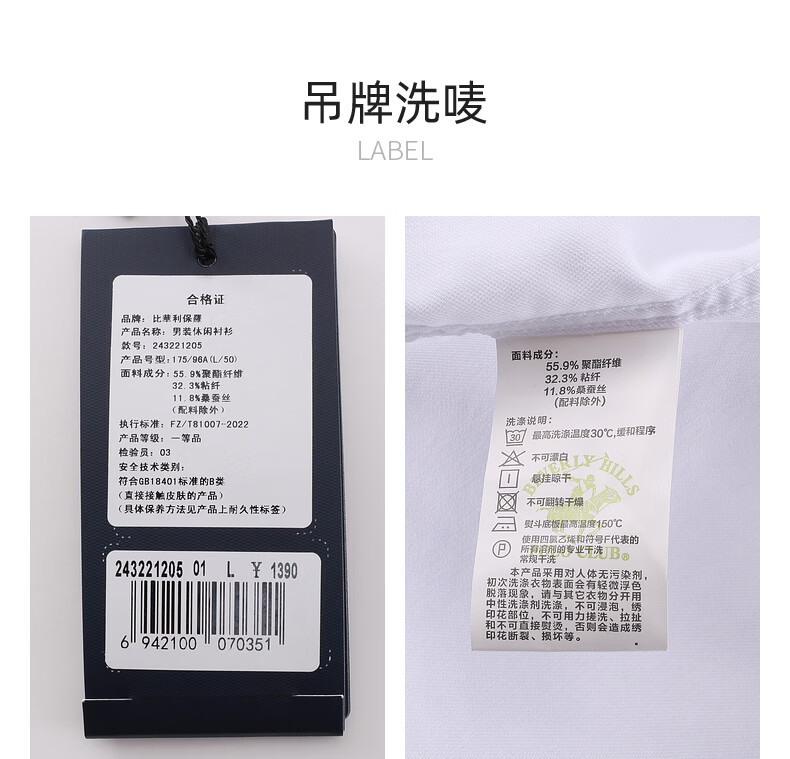 吊牌洗唛
LABEL
合格证
品牌：比華利保羅
产品名称：男装休闲衬衫
款号：243221205
产品号型：175/96A(L/50)
面料成分：55.9%聚酯纤维
32.3%粘纤
11.8%桑蚕丝
（配料除外）
执行标准：FZ/T81007-2022
产品等级：一等品
检验员：03
安全技术类别：
符合GB18401标准的B类
（直接接触皮肤的产品）
（具体保养方法见产品上耐久性标签）
243221205 01 L ￥ 1390
6 942100 070351
面料成分：
55.9% 聚酯纤维
32.3% 粘纤
11.8%桑蚕丝
(配料除外)
洗涤说明：
30 最高洗涤温度30℃,缓和程序
不可漂白
悬挂晾干
不可翻转干燥
熨斗底板最高温度150℃
P 使用四氯乙烯和符号F代表的
所有溶剂的专业干洗
常规干洗
BEVERLY HILLS
POLO CLUB®
本产品采用对人体无污染剂，
初次洗涤衣物表面会有轻微浮色
脱落现象，请与其它衣物分开用
中性洗涤剂洗涤，不可浸泡，绣
印花部位，不可用力搓洗、拉扯
和不可直接熨烫，否则会造成绣
印花断裂、损坏等。